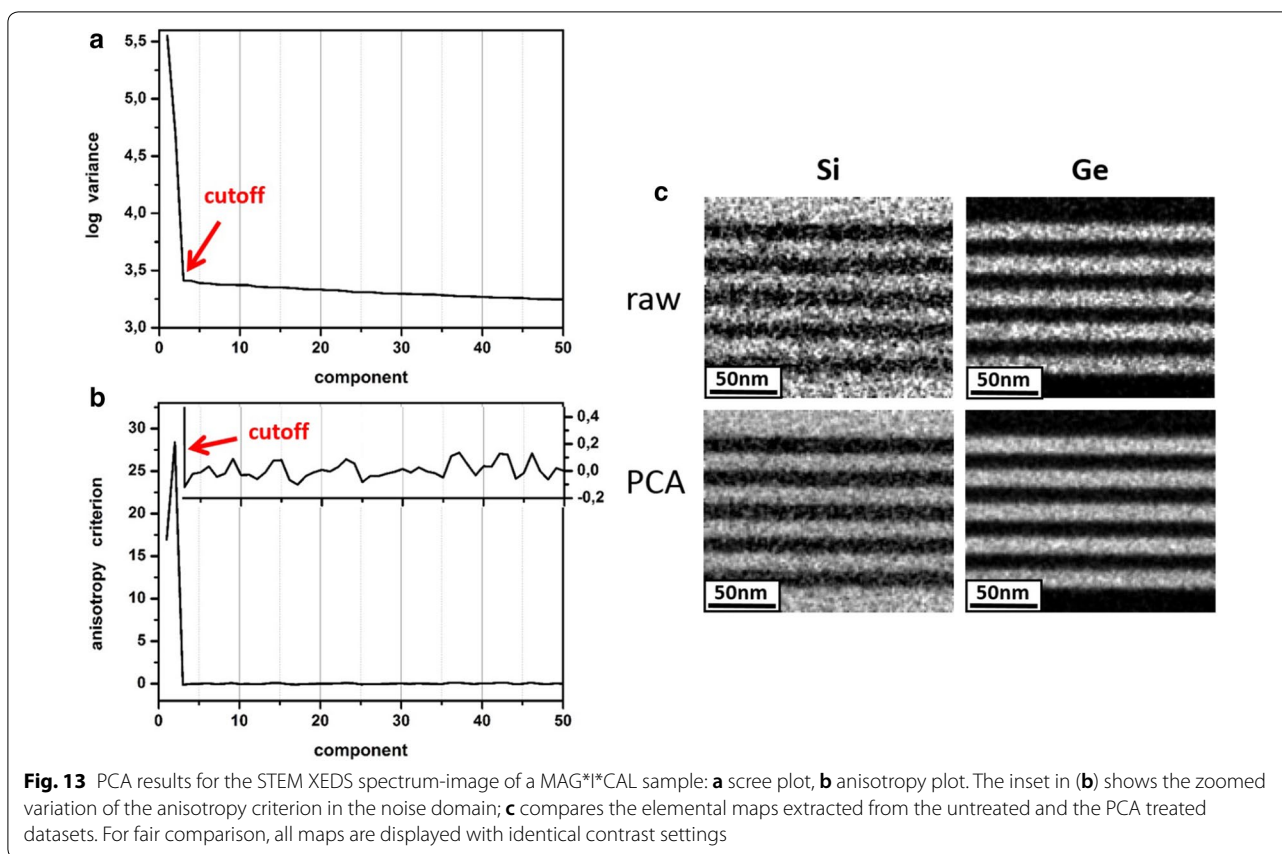 a
5,5
5,0
4,5
4,0
3,5
3,0
log variance
cutoff
0 10 20 30 40 50
component
b
30
25
20
15
10
5
0
anisotropy criterion
cutoff
0,4
0,2
0,0
-0,2
0 10 20 30 40 50
component
c
Si Ge
raw
50nm 50nm
PCA
50nm 50nm
Fig. 13 PCA results for the STEM XEDS spectrum-image of a MAG*I*CAL sample: a scree plot, b anisotropy plot. The inset in (b) shows the zoomed
variation of the anisotropy criterion in the noise domain; c compares the elemental maps extracted from the untreated and the PCA treated
datasets. For fair comparison, all maps are displayed with identical contrast settings